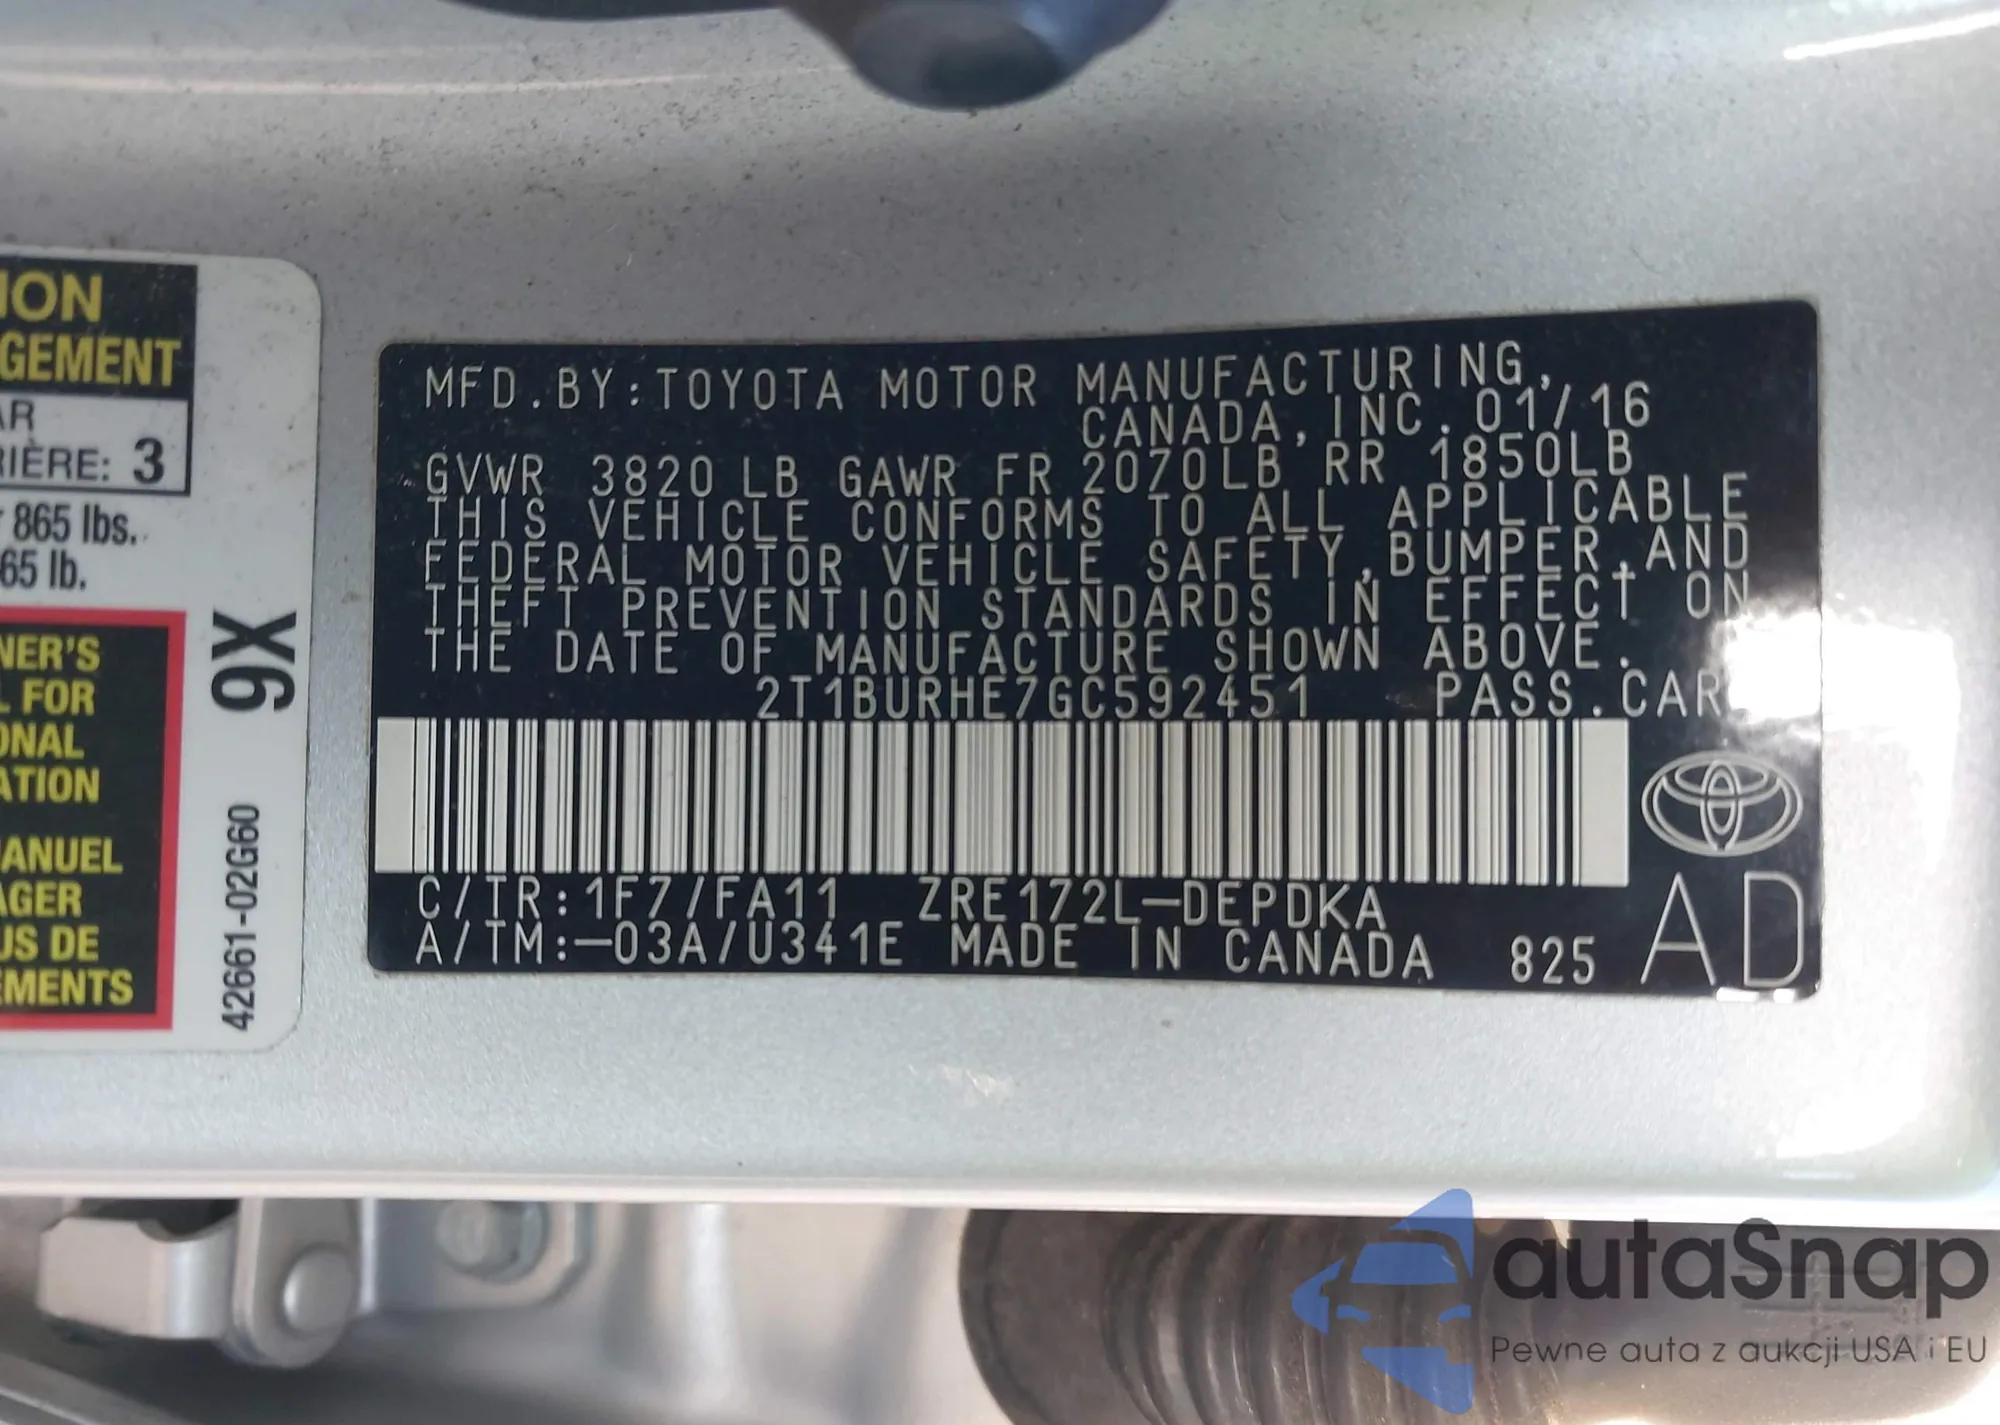 ION
GEMENT
AR
RIÈRE: 3
r 865 lbs.
65 lb.
NER'S
L FOR
ONAL
ATION
ANUEL
AGER
US DE
EMENTS
9X
42661-02G60
MFD.BY:TOYOTA MOTOR MANUFACTURING,
CANADA,INC. 01/16
GVWR 3820 LB GAWR FR 2070LB RR 1850LB
THIS VEHICLE CONFORMS TO ALL APPLICABLE
FEDERAL MOTOR VEHICLE SAFETY,BUMPER,AND
THEFT PREVENTION STANDARDS IN EFFECT ON
THE DATE OF MANUFACTURE SHOWN ABOVE.
2T1BURHE7GC592451 PASS.CAR
C/TR:1F7/FA11 ZRE172L-DEPDKA
A/TM:-03A/U341E MADE IN CANADA 825 AD
autaSnap
Pewne auta z aukcji USA i EU